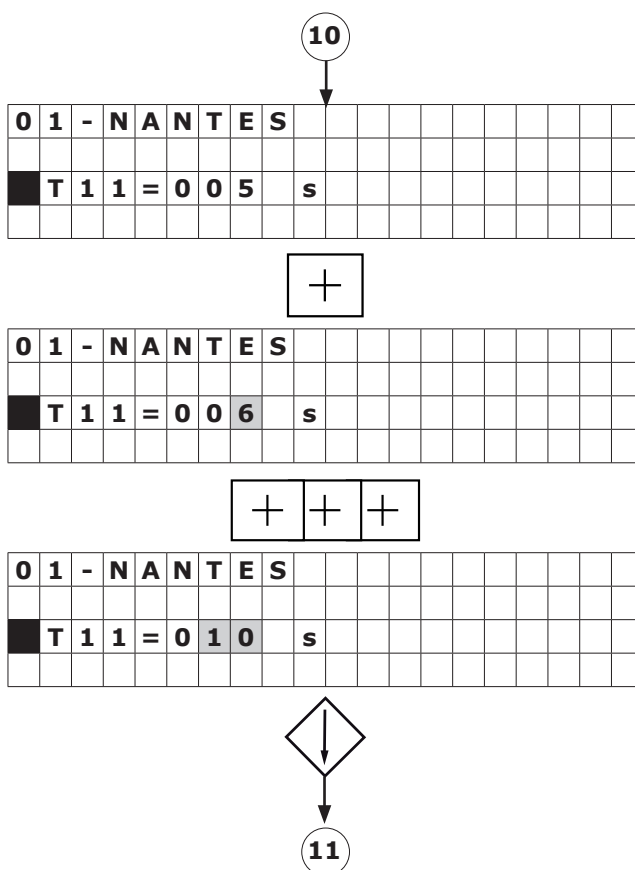 10
01-NANTES
T11=005 s
+
01-NANTES
T11=006 s
+ + +
01-NANTES
T11=010 s
11